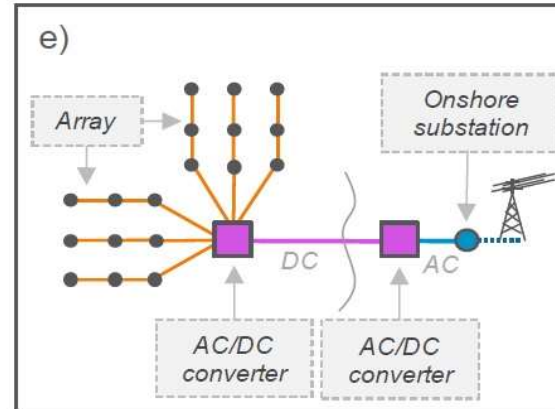 e)
Array
Onshore
substation
DC
AC
AC/DC
converter
AC/DC
converter